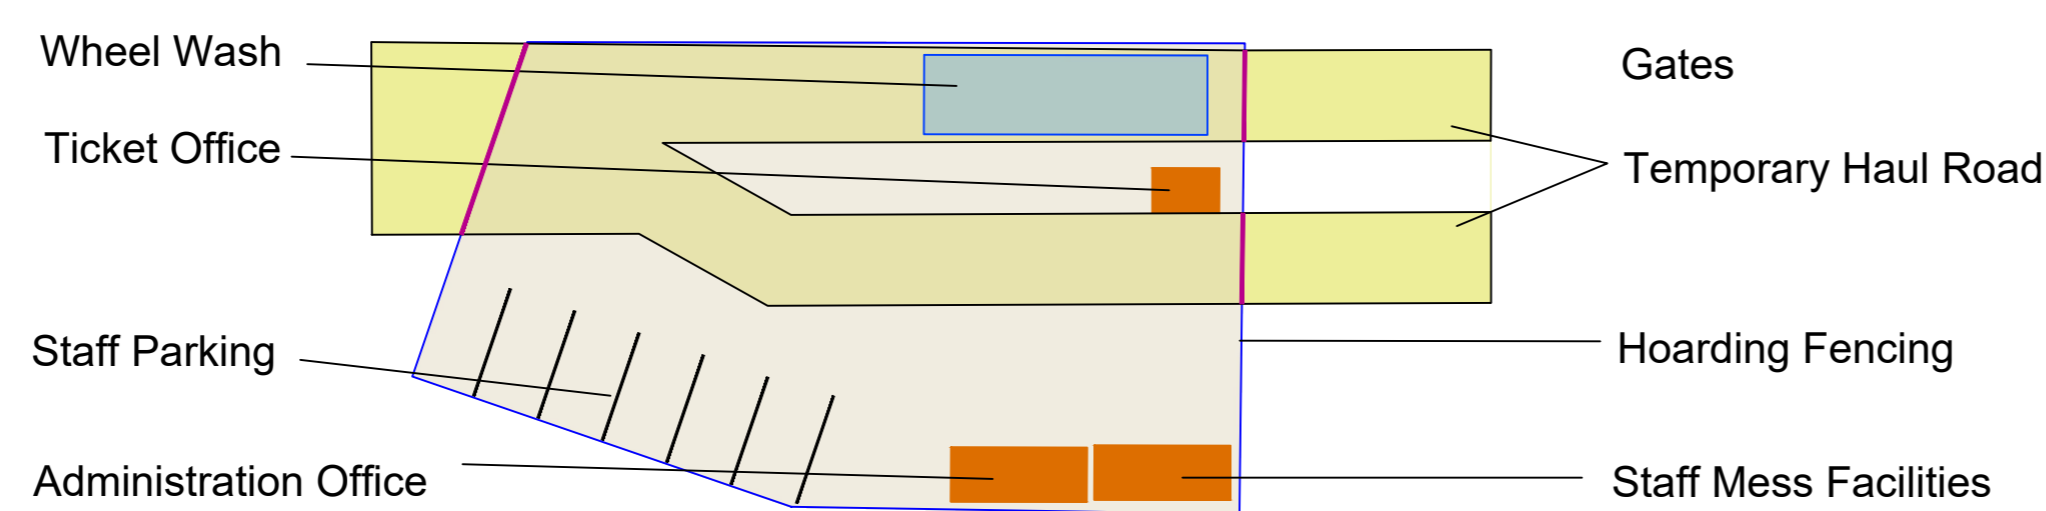 Wheel Wash
Gates
Ticket Office
Temporary Haul Road
Staff Parking
Hoarding Fencing
Administration Office
Staff Mess Facilities